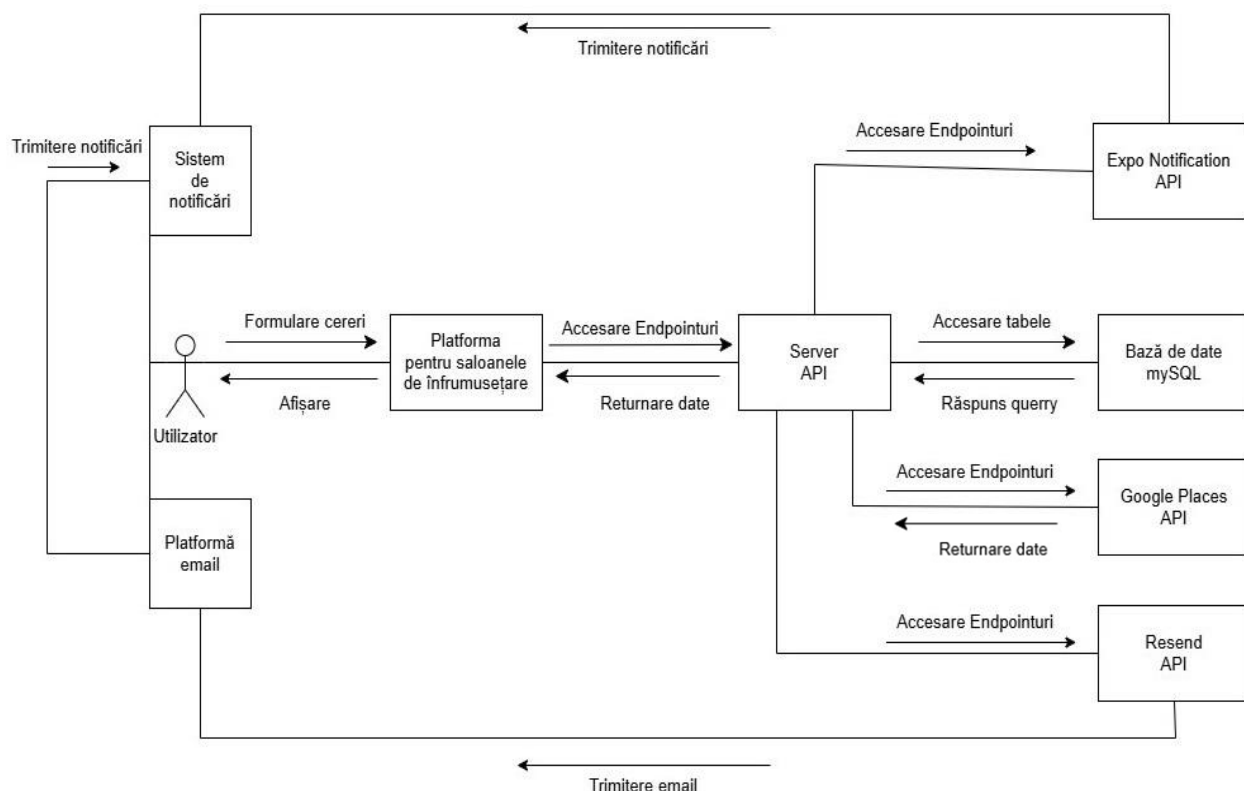 Trimitere notificări
Trimitere notificări
Sistem
de
notificări
Accesare Endpointuri
Expo Notification
API
Formulare cereri
Afișare
Utilizator
Platforma
pentru saloanele
de înfrumusețare
Accesare Endpointuri
Returnare date
Server
API
Accesare tabele
Răspuns querry
Bază de date
mySQL
Accesare Endpointuri
Returnare date
Google Places
API
Platformă
email
Accesare Endpointuri
Resend
API
Trimitere email